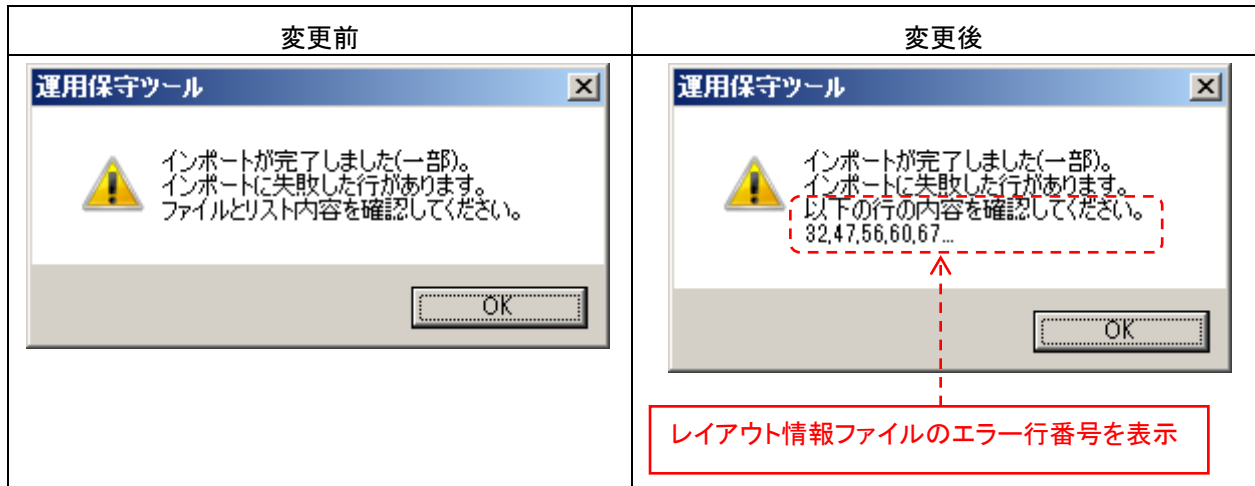 変更前
変更後
運用保守ツール
インポートが完了しました(一部)。
インポートに失敗した行があります。
ファイルとリスト内容を確認してください。
OK
運用保守ツール
インポートが完了しました(一部)。
インポートに失敗した行があります。
以下の行の内容を確認してください。
32,47,56,60,67...
OK
レイアウト情報ファイルのエラー行番号を表示